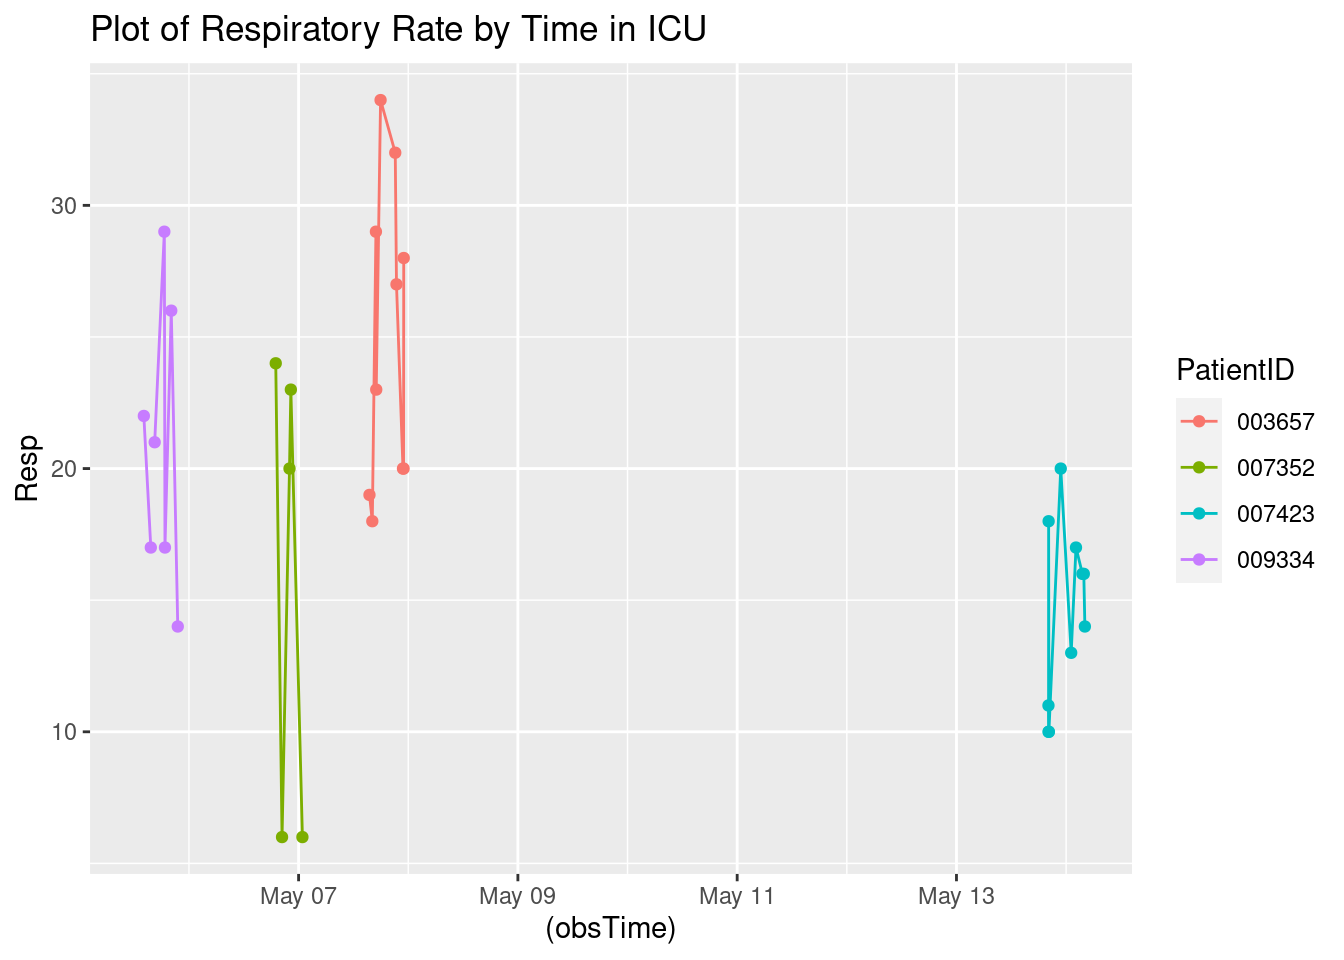 Plot of Respiratory Rate by Time in ICU
Resp
30
20
10
May 07
May 09
May 11
May 13
(obsTime)
PatientID
003657
007352
007423
009334